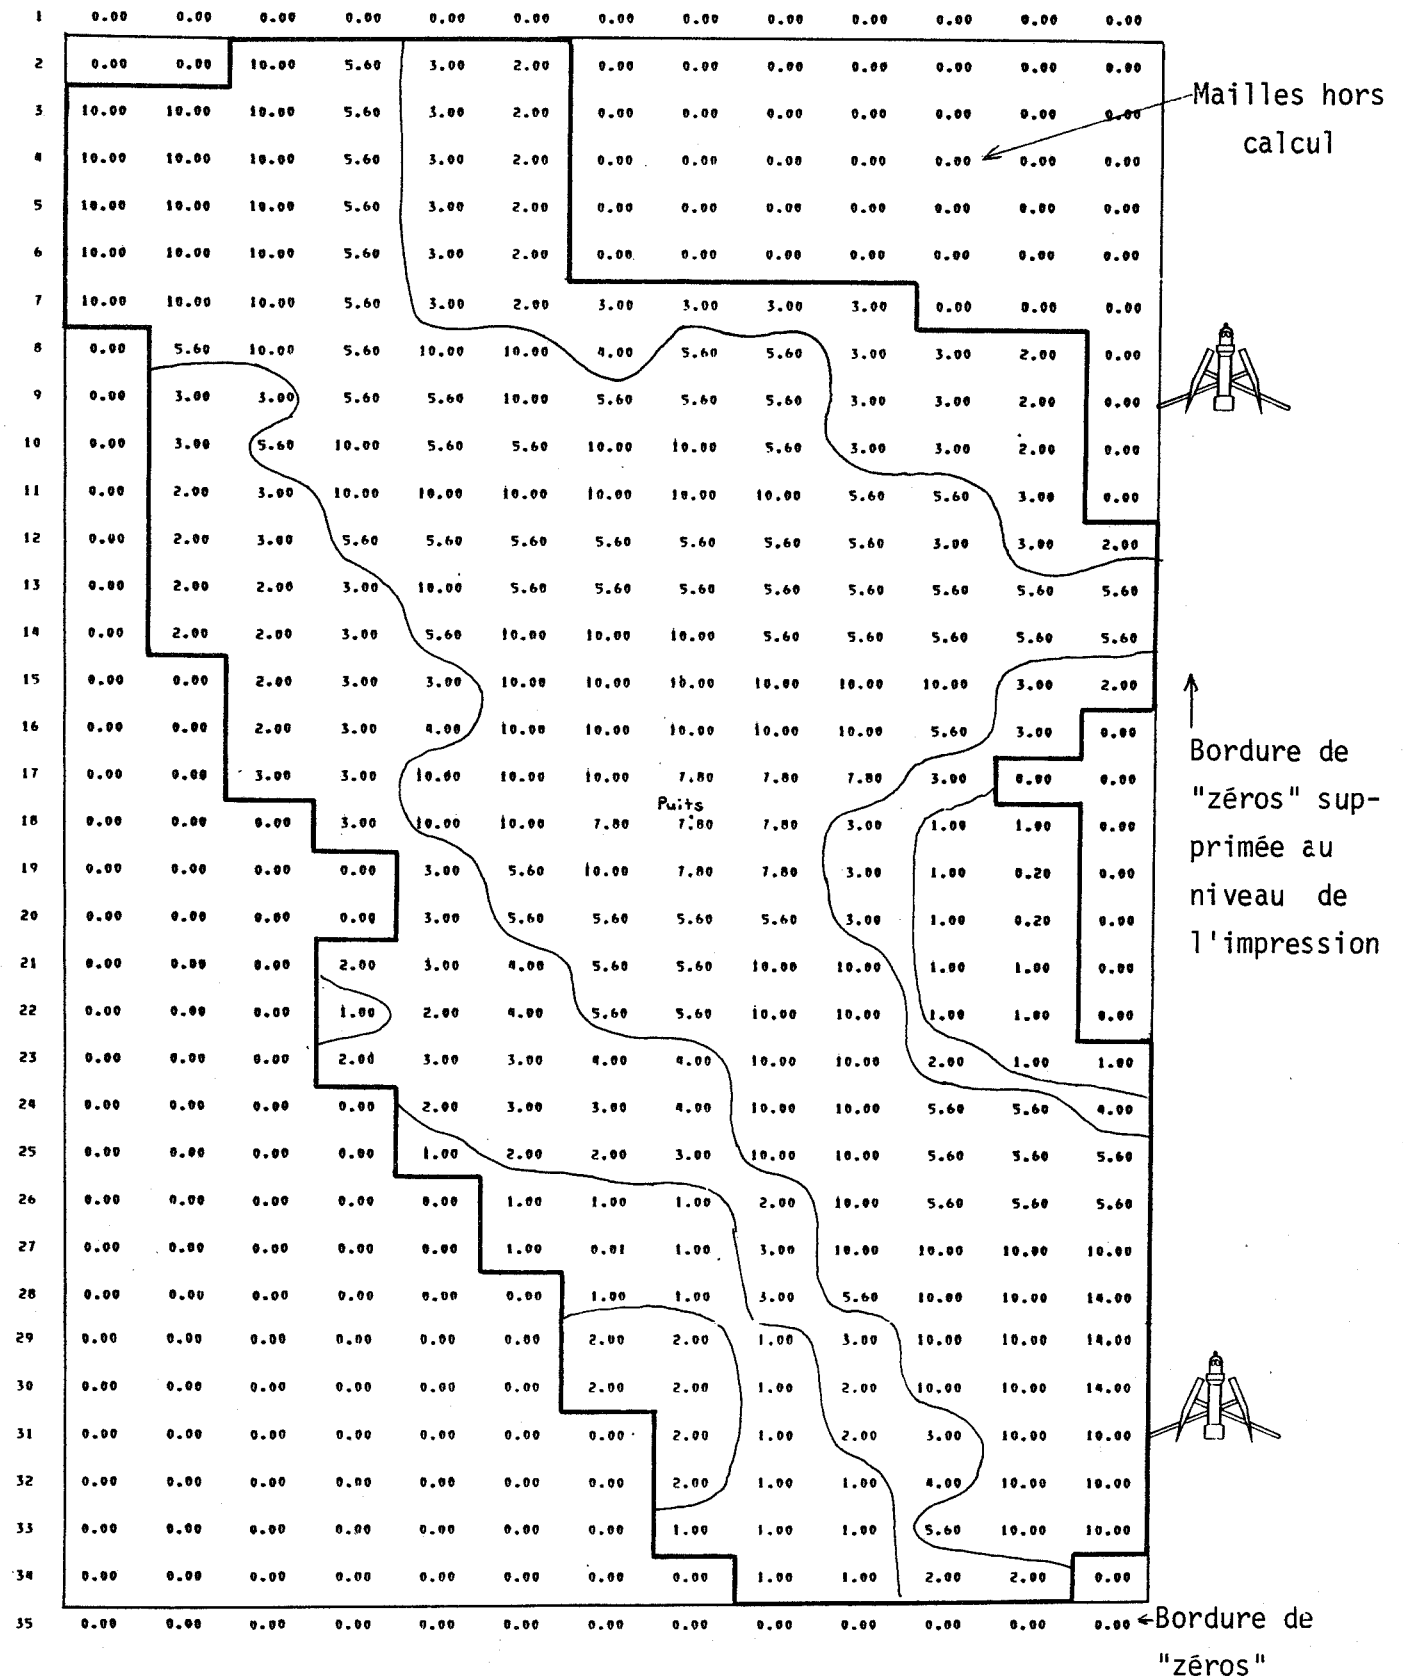 1 0.00 0.00 0.00 0.00 0.00 0.00 0.00 0.00 0.00 0.00 0.00 0.00 0.00
2 0.00 0.00 10.00 5.60 3.00 2.00 0.00 0.00 0.00 0.00 0.00 0.00 0.00
3 10.00 10.00 10.00 5.60 3.00 2.00 0.00 0.00 0.00 0.00 0.00 0.00 0.00
Mailles hors
calcul
4 10.00 10.00 10.00 5.60 3.00 2.00 0.00 0.00 0.00 0.00 0.00 0.00 0.00
5 10.00 10.00 10.00 5.60 3.00 2.00 0.00 0.00 0.00 0.00 0.00 0.00 0.00
6 10.00 10.00 10.00 5.60 3.00 2.00 0.00 0.00 0.00 0.00 0.00 0.00 0.00
7 10.00 10.00 10.00 5.60 3.00 2.00 3.00 3.00 3.00 3.00 0.00 0.00 0.00
8 0.00 5.60 10.00 5.60 10.00 10.00 4.00 5.60 5.60 3.00 3.00 2.00 0.00
9 0.00 3.00 3.00 5.60 5.60 10.00 5.60 5.60 5.60 3.00 3.00 2.00 0.00
10 0.00 3.00 5.60 10.00 5.60 5.60 10.00 10.00 5.60 3.00 3.00 2.00 0.00
11 0.00 2.00 3.00 10.00 10.00 10.00 10.00 10.00 10.00 5.60 5.60 3.00 0.00
12 0.00 2.00 3.00 5.60 5.60 5.60 5.60 5.60 5.60 5.60 3.00 3.00 2.00
13 0.00 2.00 2.00 3.00 10.00 5.60 5.60 5.60 5.60 5.60 5.60 5.60 5.60
14 0.00 2.00 2.00 3.00 5.60 10.00 10.00 10.00 5.60 5.60 5.60 5.60 5.60
15 0.00 0.00 2.00 3.00 3.00 10.00 10.00 10.00 10.00 10.00 10.00 3.00 2.00
16 0.00 0.00 2.00 3.00 4.00 10.00 10.00 10.00 10.00 10.00 5.60 3.00 0.00
17 0.00 0.00 3.00 3.00 10.00 10.00 10.00 7.80 7.80 7.80 3.00 0.00 0.00
Puits
18 0.00 0.00 0.00 3.00 10.00 10.00 7.80 7.80 7.80 3.00 1.00 1.00 0.00
19 0.00 0.00 0.00 0.00 3.00 5.60 10.00 7.80 7.80 3.00 1.00 0.20 0.00
20 0.00 0.00 0.00 0.00 3.00 5.60 5.60 5.60 5.60 3.00 1.00 0.20 0.00
Bordure de
"zéros" sup-
primée au
niveau de
l'impression
21 0.00 0.00 0.00 2.00 3.00 4.00 5.60 5.60 10.00 10.00 1.00 1.00 0.00
22 0.00 0.00 0.00 1.00 2.00 4.00 5.60 5.60 10.00 10.00 1.00 1.00 0.00
23 0.00 0.00 0.00 2.00 3.00 3.00 4.00 4.00 10.00 10.00 2.00 1.00 1.00
24 0.00 0.00 0.00 0.00 2.00 3.00 3.00 4.00 10.00 10.00 5.60 5.60 4.00
25 0.00 0.00 0.00 0.00 1.00 2.00 2.00 3.00 10.00 10.00 5.60 5.60 5.60
26 0.00 0.00 0.00 0.00 0.00 1.00 1.00 1.00 2.00 10.00 5.60 5.60 5.60
27 0.00 0.00 0.00 0.00 0.00 1.00 0.01 1.00 3.00 10.00 10.00 10.00 10.00
28 0.00 0.00 0.00 0.00 0.00 0.00 1.00 1.00 3.00 5.60 10.00 10.00 14.00
29 0.00 0.00 0.00 0.00 0.00 0.00 2.00 2.00 1.00 3.00 10.00 10.00 14.00
30 0.00 0.00 0.00 0.00 0.00 0.00 2.00 2.00 1.00 2.00 10.00 10.00 14.00
31 0.00 0.00 0.00 0.00 0.00 0.00 0.00 2.00 1.00 2.00 3.00 10.00 10.00
32 0.00 0.00 0.00 0.00 0.00 0.00 0.00 2.00 1.00 1.00 4.00 10.00 10.00
33 0.00 0.00 0.00 0.00 0.00 0.00 0.00 1.00 1.00 1.00 5.60 10.00 10.00
34 0.00 0.00 0.00 0.00 0.00 0.00 0.00 0.00 1.00 1.00 2.00 2.00 0.00
35 0.00 0.00 0.00 0.00 0.00 0.00 0.00 0.00 0.00 0.00 0.00 0.00 0.00
Bordure de
"zéros"